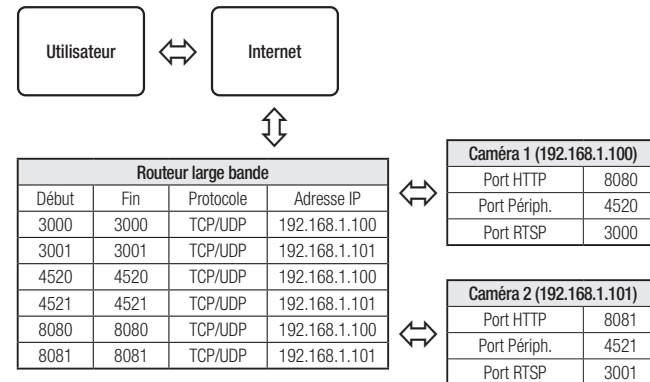 Utilisateur
Internet
Routeur large bande
Début Fin Protocole Adresse IP
3000 3000 TCP/UDP 192.168.1.100
3001 3001 TCP/UDP 192.168.1.101
4520 4520 TCP/UDP 192.168.1.100
4521 4521 TCP/UDP 192.168.1.101
8080 8080 TCP/UDP 192.168.1.100
8081 8081 TCP/UDP 192.168.1.101
Caméra 1 (192.168.1.100)
Port HTTP 8080
Port Périph. 4520
Port RTSP 3000
Caméra 2 (192.168.1.101)
Port HTTP 8081
Port Périph. 4521
Port RTSP 3001